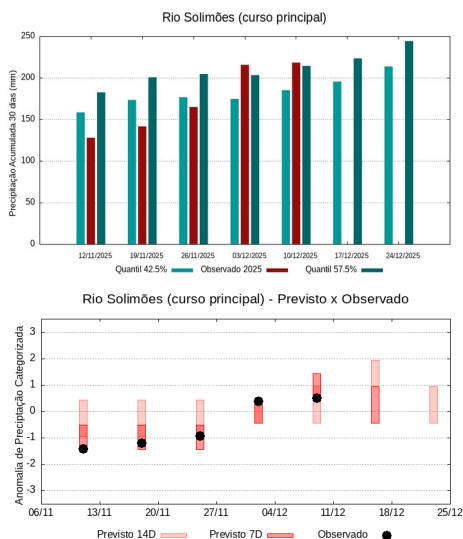 Rio Solimões (curso principal)
Precipitação Acumulada 30 dias (mm)
250
200
150
100
50
0
12/11/2025 19/11/2025 26/11/2025 03/12/2025 10/12/2025 17/12/2025 24/12/2025
Quantil 42.5% Observado 2025 Quantil 57.5%
Rio Solimões (curso principal) - Previsto x Observado
Anomalia de Preciptação Categorizada
3
2
1
0
-1
-2
-3
06/11 13/11 20/11 27/11 04/12 11/12 18/12 25/12
Previsto 14D Previsto 7D Observado